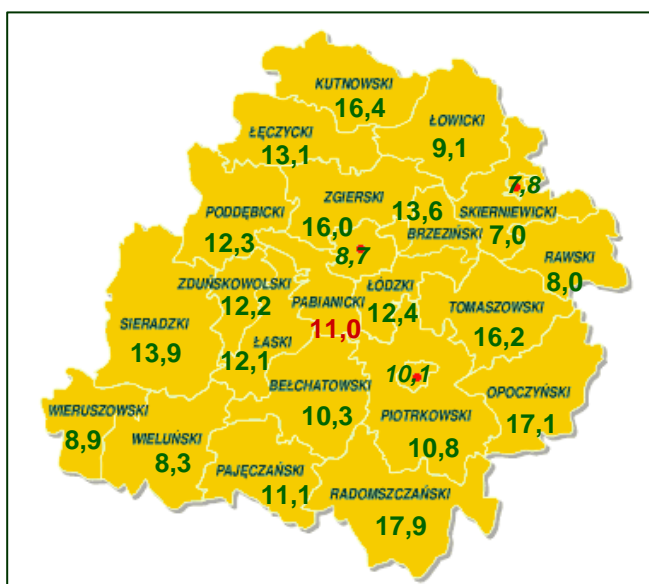 KUTNOWSKI
16,4
ŁOWICKI
9,1
ŁĘCZYCKI
13,1
7,8
SKIERNIEWICKI
7,0
ZGIERSKI
16,0
13,6
BRZEZIŃSKI
PODDĘBICKI
12,3
8,7
RAWSKI
8,0
ZDUŃSKOWOLSKI
12,2
PABIANICKI
11,0
ŁÓDZKI
12,4
TOMASZOWSKI
16,2
SIERADZKI
13,9
ŁASKI
12,1
BEŁCHATOWSKI
10,3
10,1
PIOTRKOWSKI
10,8
OPOCZYŃSKI
17,1
WIERUSZOWSKI
8,9
WIELUŃSKI
8,3
PAJĘCZAŃSKI
11,1
RADOMSZCZAŃSKI
17,9